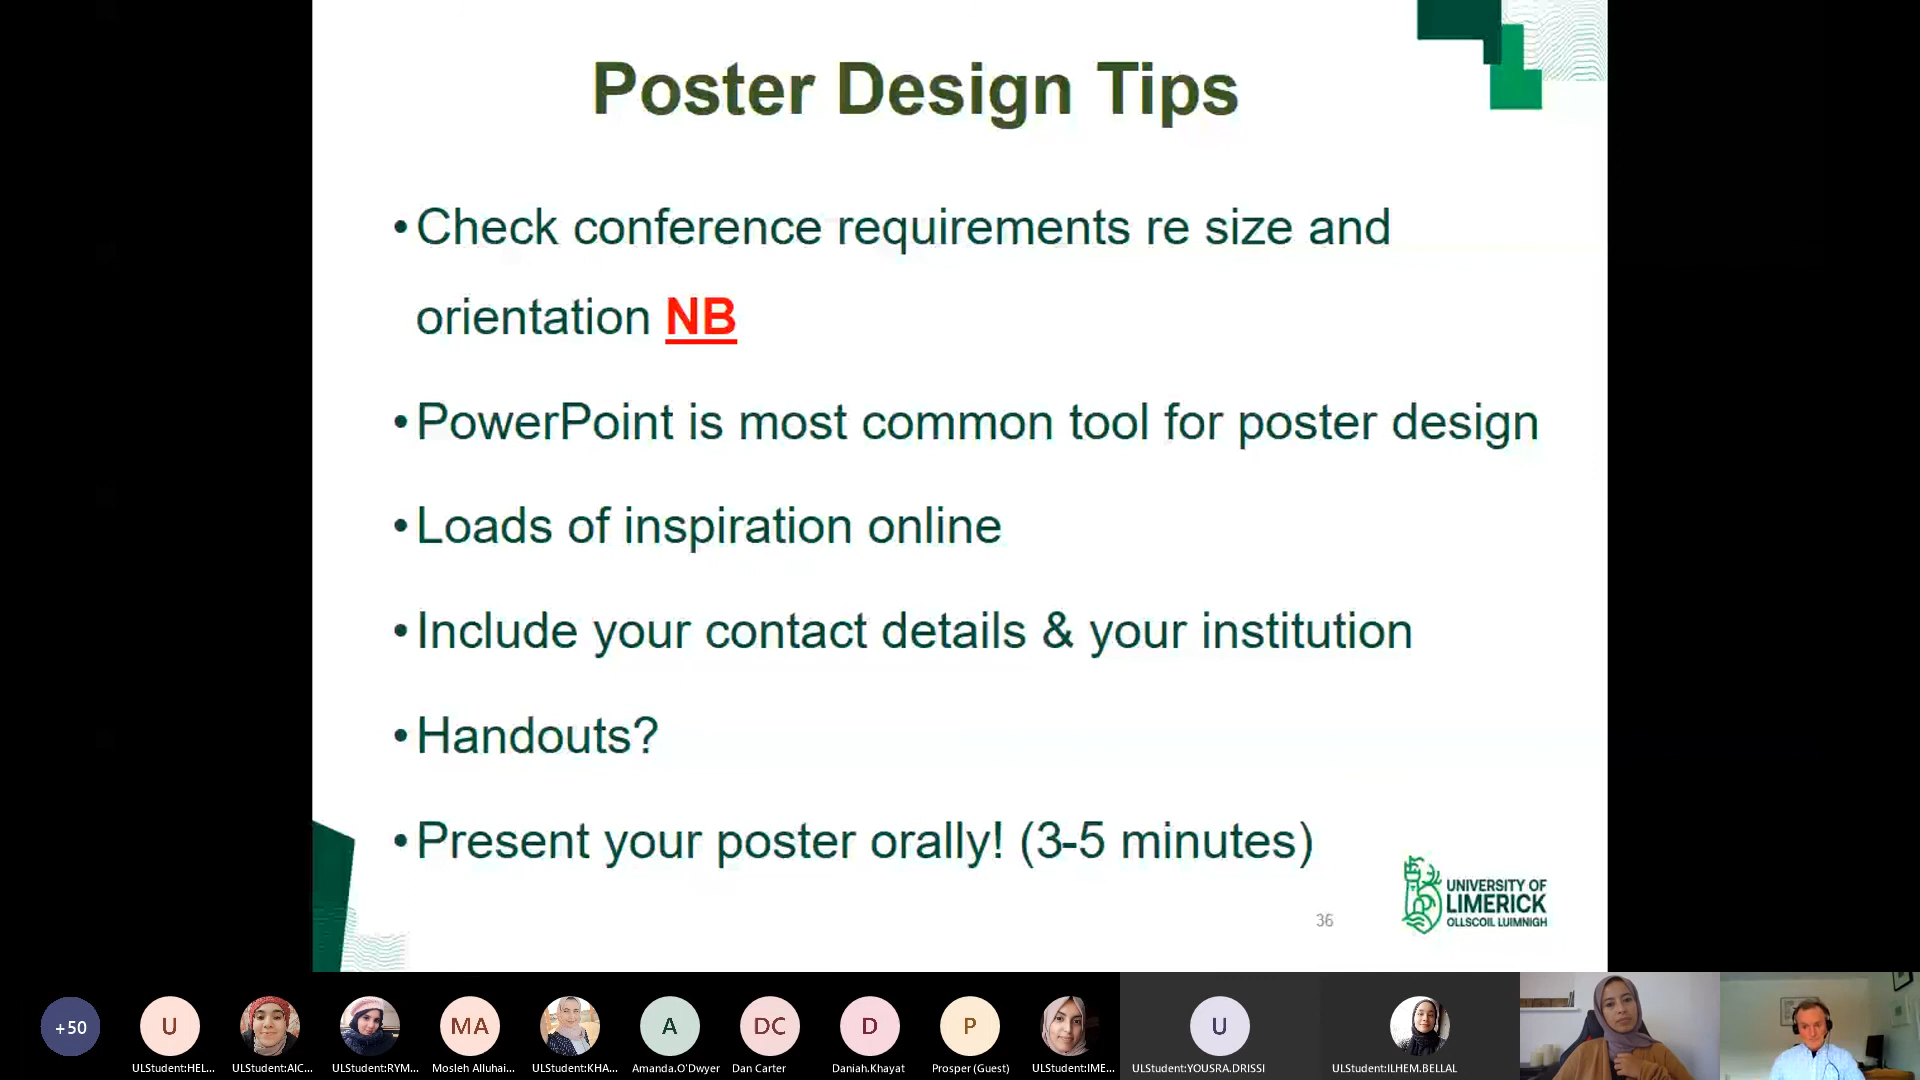 Poster Design Tips
•Check conference requirements re size and
orientation NB
•PowerPoint is most common tool for poster design
•Loads of inspiration online
•Include your contact details & your institution
•Handouts?
•Present your poster orally! (3-5 minutes)
36
UNIVERSITY OF
LIMERICK
OLLSCOIL LUIMNIGH
+50
U
MA
A
DC
D
P
U
ULStudent:HEL...
ULStudent:AIC...
ULStudent:RYM...
Mosleh Alluhai...
ULStudent:KHA...
Amanda.O'Dwyer
Dan Carter
Daniah.Khayat
Prosper (Guest)
ULStudent:IME...
ULStudent:YOUSRA.DRISSI
ULStudent:ILHEM.BELLAL